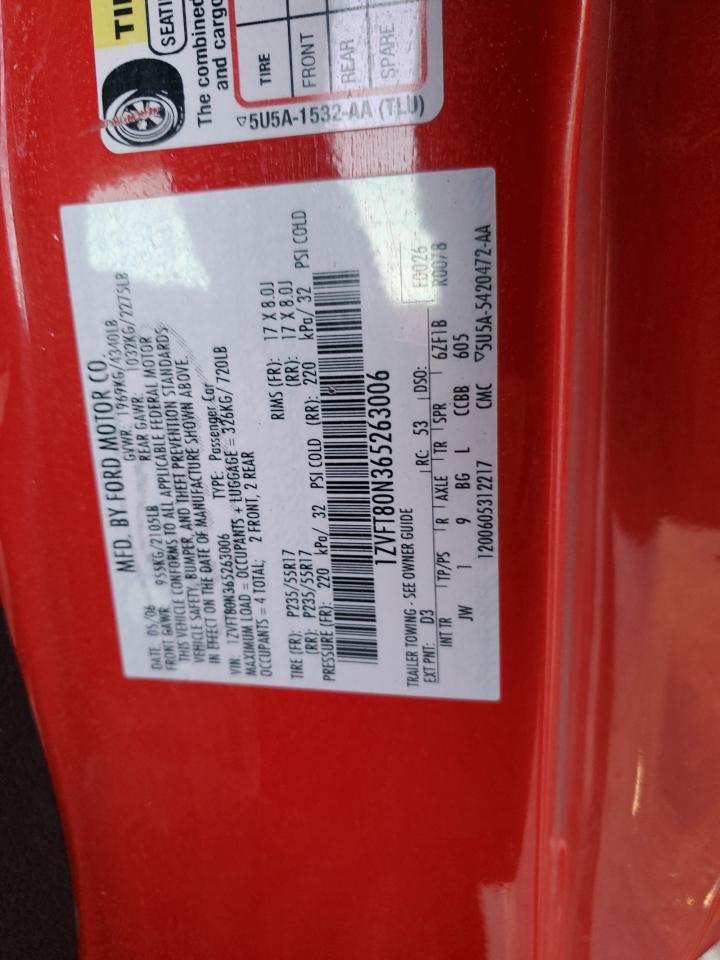 TI
SEATI
The combined
and cargo
TIRE
FRONT
REAR
SPARE
▽5U5A-1532-AA (TLU)
MFD. BY FORD MOTOR CO.
DATE: 05/06 GVWR: 1969KG/4340LB
FRONT GAWR: 955KG/2105LB REAR GAWR: 1032KG/2275LB
THIS VEHICLE CONFORMS TO ALL APPLICABLE FEDERAL MOTOR
VEHICLE SAFETY, BUMPER, AND THEFT PREVENTION STANDARDS
IN EFFECT ON THE DATE OF MANUFACTURE SHOWN ABOVE.
VIN: 1ZVFT80N365263006 TYPE: Passenger Car
MAXIMUM LOAD = OCCUPANTS + LUGGAGE = 326KG/720LB
OCCUPANTS = 4 TOTAL; 2 FRONT, 2 REAR
TIRE (FR): P235/55R17 RIMS (FR): 17 X 8.0J
(RR): P235/55R17 (RR): 17 X 8.0J
PRESSURE (FR): 220 kPa/ 32 PSI COLD (RR): 220 kPa/ 32 PSI COLD
1ZVFT80N365263006
TRAILER TOWING - SEE OWNER GUIDE F0026
EXT PNT: D3 RC: 53 DSO: R0078
INT TR TP/PS R AXLE TR SPR 6ZF1B
JW 1 9 BG L CCBB 605
120060531221​7 CMC ▽5U5A-5420472-AA